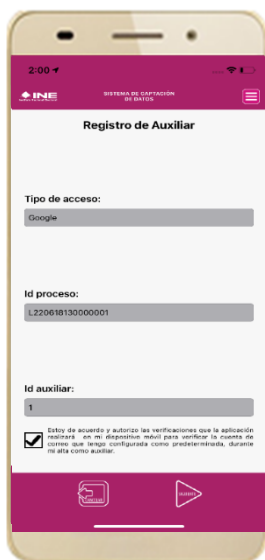 2:00
INE
SISTEMA DE CAPTACIÓN
DE DATOS
Registro de Auxiliar
Tipo de acceso:
Google
Id proceso:
L220618130000001
Id auxiliar:
1
Estoy de acuerdo y autorizo las verificaciones que la aplicación
realizará en mi dispositivo móvil para verificar la cuenta de
correo que tengo configurada como predeterminada, durante
mi alta como auxiliar.